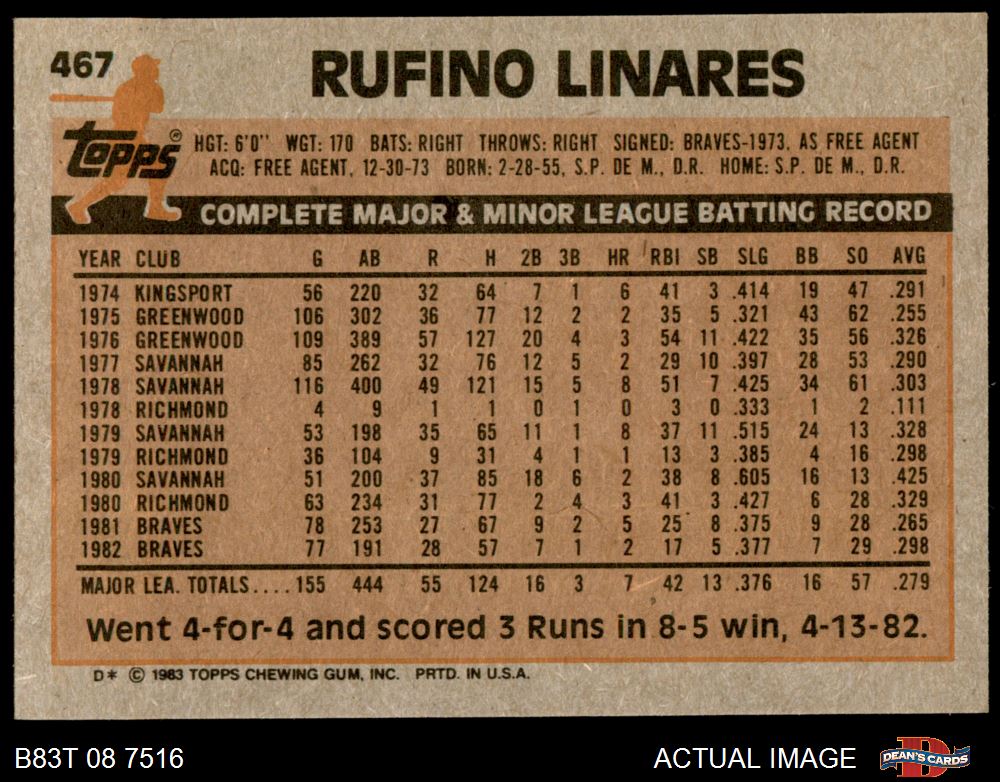 467
RUFINO LINARES
Topps®
HGT: 6'0" WGT: 170 BATS: RIGHT THROWS: RIGHT SIGNED: BRAVES-1973, AS FREE AGENT
ACQ: FREE AGENT, 12-30-73 BORN: 2-28-55, S.P. DE M., D.R. HOME: S.P. DE M., D.R.
COMPLETE MAJOR & MINOR LEAGUE BATTING RECORD
YEAR CLUB G AB R H 2B 3B HR RBI SB SLG BB SO AVG
1974 KINGSPORT 56 220 32 64 7 1 6 41 3 .414 19 47 .291
1975 GREENWOOD 106 302 36 77 12 2 2 35 5 .321 43 62 .255
1976 GREENWOOD 109 389 57 127 20 4 3 54 11 .422 35 56 .326
1977 SAVANNAH 85 262 32 76 12 5 2 29 10 .397 28 53 .290
1978 SAVANNAH 116 400 49 121 15 5 8 51 7 .425 34 61 .303
1978 RICHMOND 4 9 1 1 0 1 0 3 0 .333 1 2 .111
1979 SAVANNAH 53 198 35 65 11 1 8 37 11 .515 24 13 .328
1979 RICHMOND 36 104 9 31 4 1 1 13 3 .385 4 16 .298
1980 SAVANNAH 51 200 37 85 18 6 2 38 8 .605 16 13 .425
1980 RICHMOND 63 234 31 77 2 4 3 41 3 .427 6 28 .329
1981 BRAVES 78 253 27 67 9 2 5 25 8 .375 9 28 .265
1982 BRAVES 77 191 28 57 7 1 2 17 5 .377 7 29 .298
MAJOR LEA. TOTALS....155 444 55 124 16 3 7 42 13 .376 16 57 .279
Went 4-for-4 and scored 3 Runs in 8-5 win, 4-13-82.
D* © 1983 TOPPS CHEWING GUM, INC. PRTD. IN U.S.A.
B83T 08 7516 ACTUAL IMAGE D DEAN'S CARDS